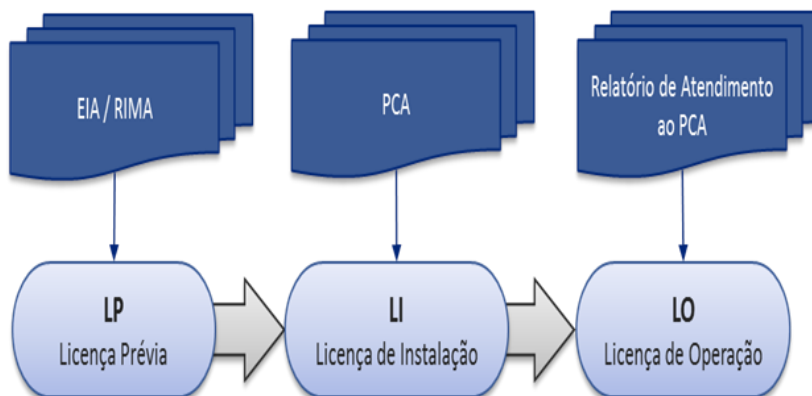 EIA / RIMA
PCA
Relatório de Atendimento
ao PCA
LP
Licença Prévia
LI
Licença de Instalação
LO
Licença de Operação